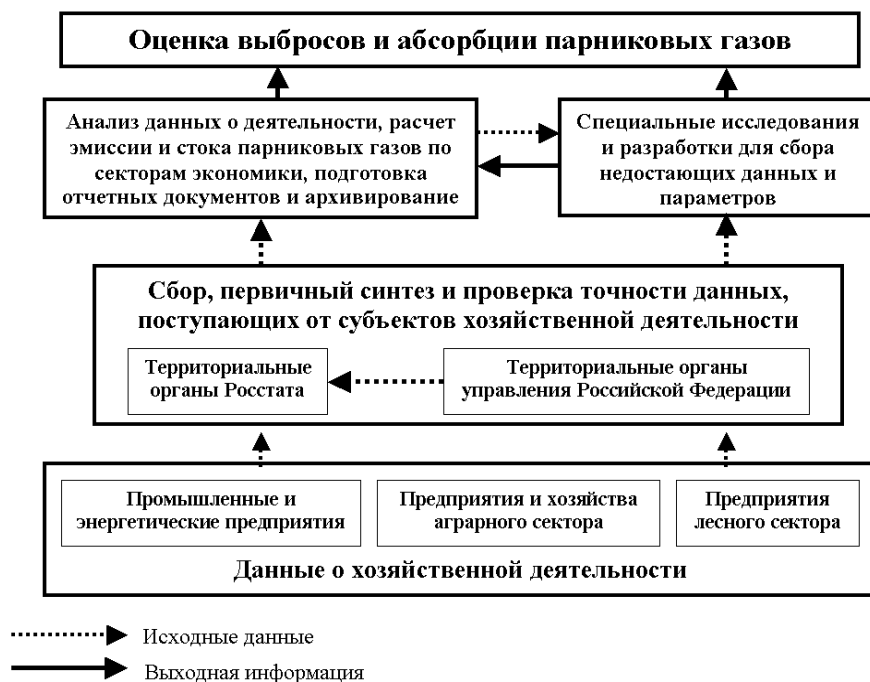 Оценка выбросов и абсорбции парниковых газов
Анализ данных о деятельности, расчет
эмиссии и стока парниковых газов по
секторам экономики, подготовка
отчетных документов и архивирование
Специальные исследования
и разработки для сбора
недостающих данных и
параметров
Сбор, первичный синтез и проверка точности данных,
поступающих от субъектов хозяйственной деятельности
Территориальные
органы Росстата
Территориальные органы
управления Российской Федерации
Промышленные и
энергетические предприятия
Предприятия и хозяйства
аграрного сектора
Предприятия
лесного сектора
Данные о хозяйственной деятельности
Исходные данные
Выходная информация